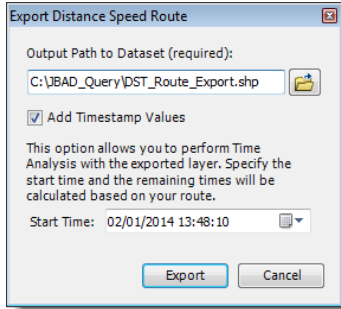 Export Distance Speed Route
Output Path to Dataset (required):
C:\JBAD_Query\DST_Route_Export.shp
Add Timestamp Values
This option allows you to perform Time
Analysis with the exported layer. Specify the
start time and the remaining times will be
calculated based on your route.
Start Time: 02/01/2014 13:48:10
Export Cancel